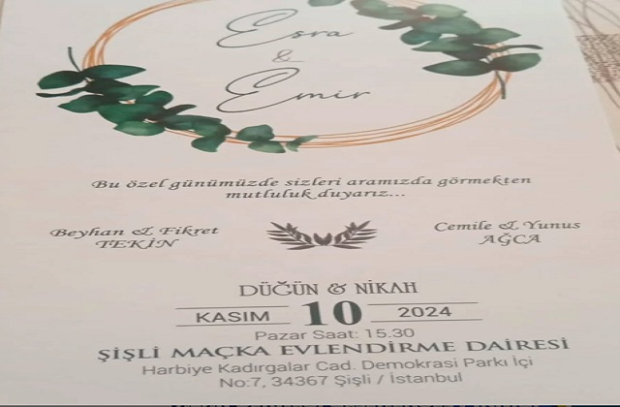 Esra
&
Emir
Bu özel günümüzde sizleri aramızda görmekten
mutluluk duyarız...
Beyhan & Fikret
TEKİN
Cemile & Yunus
AĞCA
DÜĞÜN & NİKAH
KASIM 10 2024
Pazar Saat: 15.30
ŞİŞLİ MAÇKA EVLENDİRME DAİRESİ
Harbiye Kadırgalar Cad. Demokrasi Parkı İçi
No:7, 34367 Şişli / İstanbul